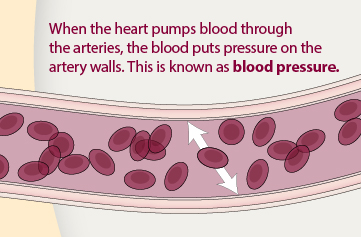 When the heart pumps blood through
the arteries, the blood puts pressure on the
artery walls. This is known as blood pressure.